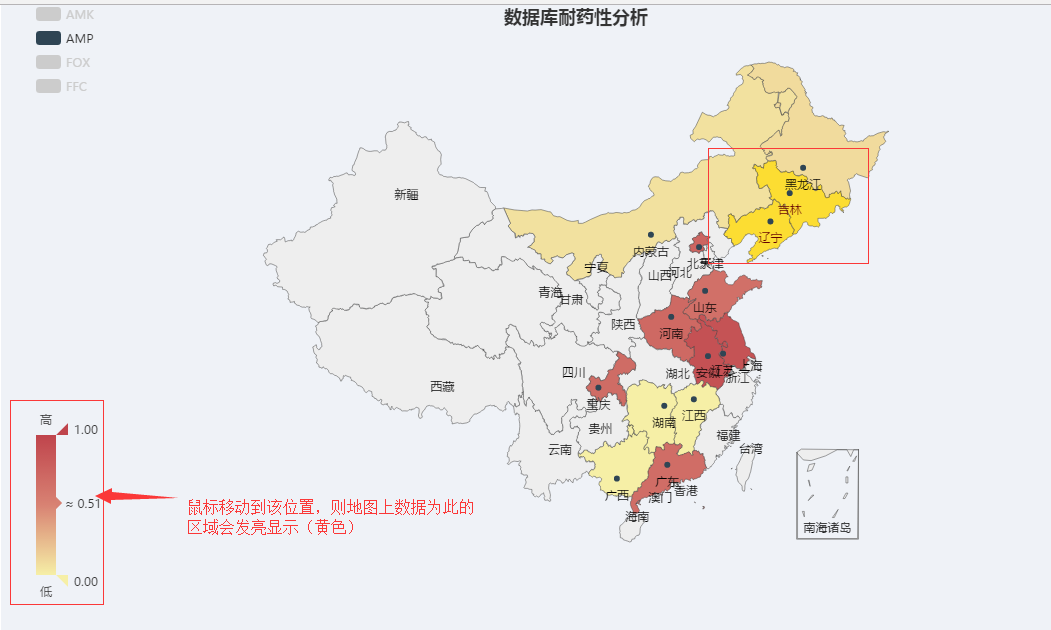 数据库耐药性分析
AMK
AMP
FOX
FFC
新疆
黑龙江
吉林
辽宁
内蒙古
北京
天津
宁夏
山西
河北
青海
甘肃
山东
陕西
河南
四川
湖北
安徽
江苏
上海
浙江
西藏
重庆
湖南
江西
贵州
福建
云南
台湾
广东
香港
广西
澳门
海南
南海诸岛
高
1.00
≈ 0.51
0.00
低
鼠标移动到该位置，则地图上数据为此的
区域会发亮显示（黄色）